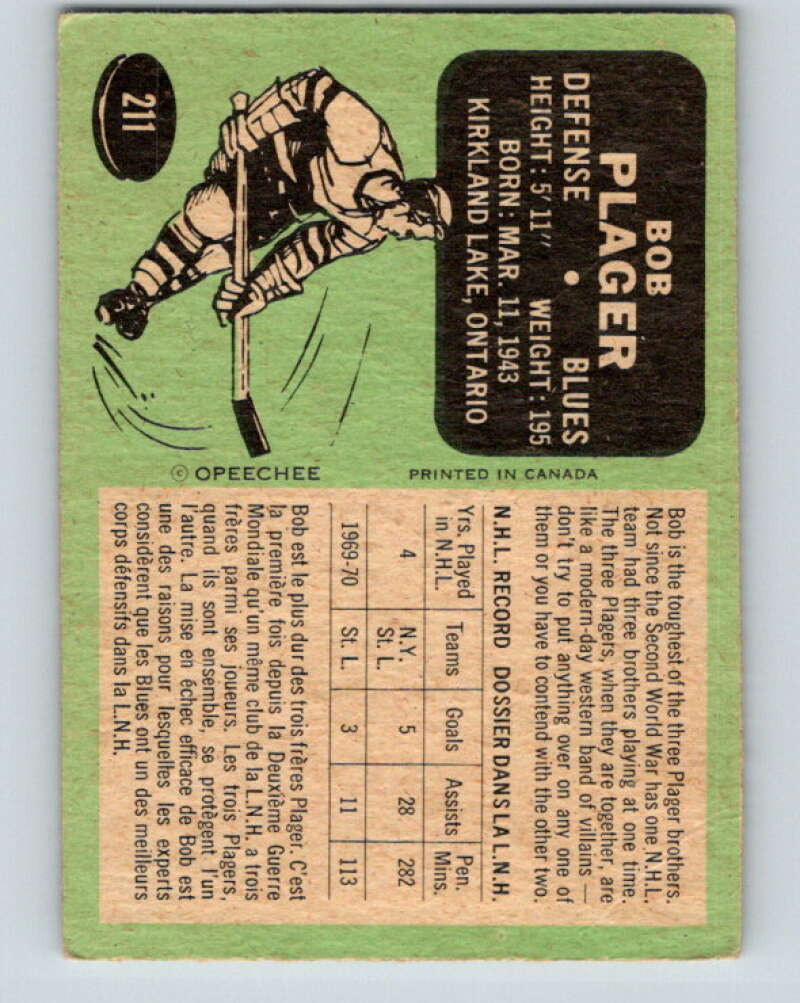 211
BOB
PLAGER
DEFENSE • BLUES
HEIGHT: 5'11" WEIGHT: 195
BORN: MAR. 11, 1943
KIRKLAND LAKE, ONTARIO
© OPEECHEE
PRINTED IN CANADA
Bob is the toughest of the three Plager brothers.
Not since the Second World War has one N.H.L.
team had three brothers playing at one time.
The three Plagers, when they are together, are
like a modern-day western band of villains —
don't try to put anything over on any one of
them or you have to contend with the other two.
N.H.L. RECORD DOSSIER DANS LA L.N.H.
Yrs. Played in N.H.L. Teams Goals Assists Pen. Mins.
4 N.Y. St. L. 5 28 282
1969-70 St. L. 3 11 113
Bob est le plus dur des trois frères Plager. C'est
la première fois depuis la Deuxième Guerre
Mondiale qu'un même club de la L.N.H. a trois
frères parmi ses joueurs. Les trois Plagers,
quand ils sont ensemble, se protègent l'un
l'autre. La mise en échec efficace de Bob est
une des raisons pour lesquelles les experts
considèrent que les Blues ont un des meilleurs
corps défensifs dans la L.N.H.